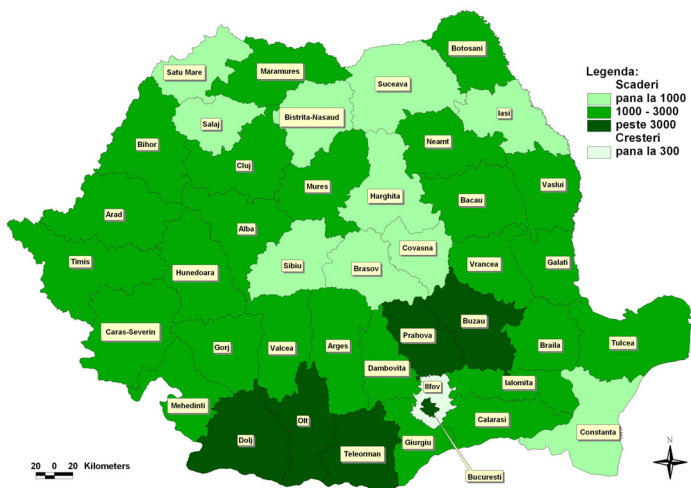 Botosani
Satu Mare
Maramures
Suceava
Legenda:
Scaderi
pana la 1000
1000 - 3000
peste 3000
Cresteri
pana la 300
Salaj
Bistrita-Nasaud
Iasi
Bihor
Neamt
Cluj
Mures
Harghita
Bacau
Vaslui
Arad
Alba
Covasna
Timis
Hunedoara
Sibiu
Brasov
Vrancea
Galati
Caras-Severin
Gorj
Valcea
Arges
Prahova
Buzau
Braila
Tulcea
Dambovita
Ilfov
Ialomita
Mehedinti
Olt
Calarasi
Constanta
Dolj
Teleorman
Giurgiu
Bucuresti
20 0 20 Kilometers
N